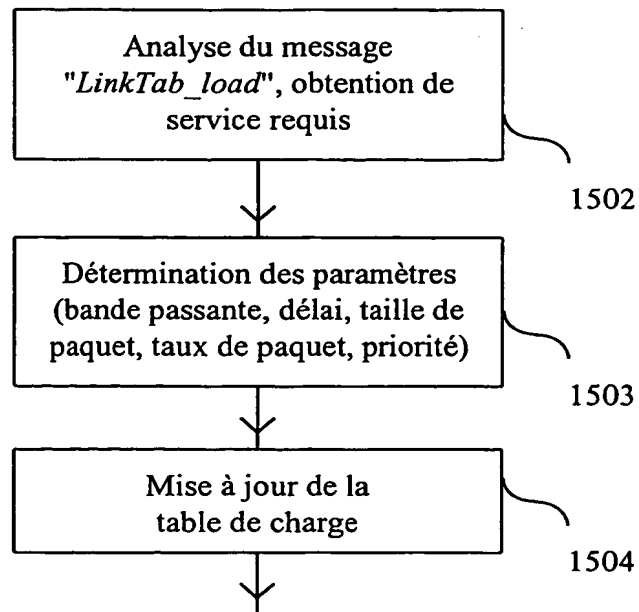 Analyse du message
"LinkTab_load", obtention de
service requis
1502
Détermination des paramètres
(bande passante, délai, taille de
paquet, taux de paquet, priorité)
1503
Mise à jour de la
table de charge
1504